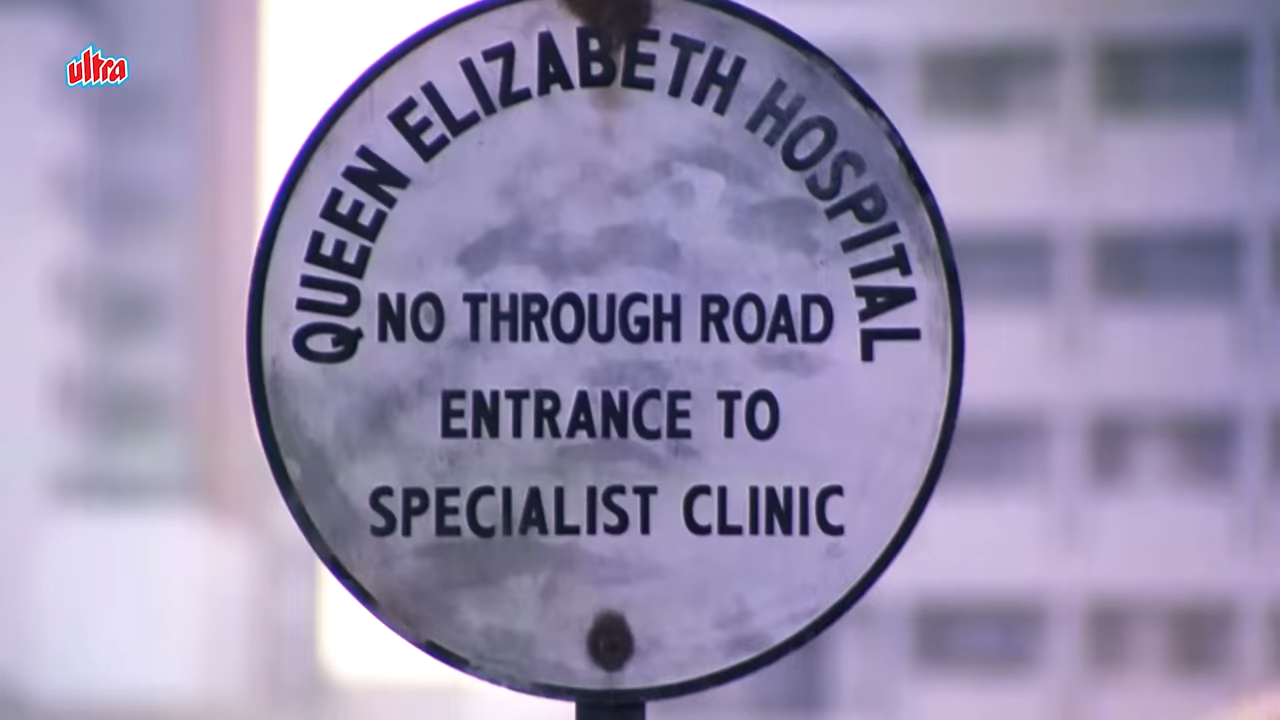 ultra
QUEEN ELIZABETH HOSPITAL
NO THROUGH ROAD
ENTRANCE TO
SPECIALIST CLINIC